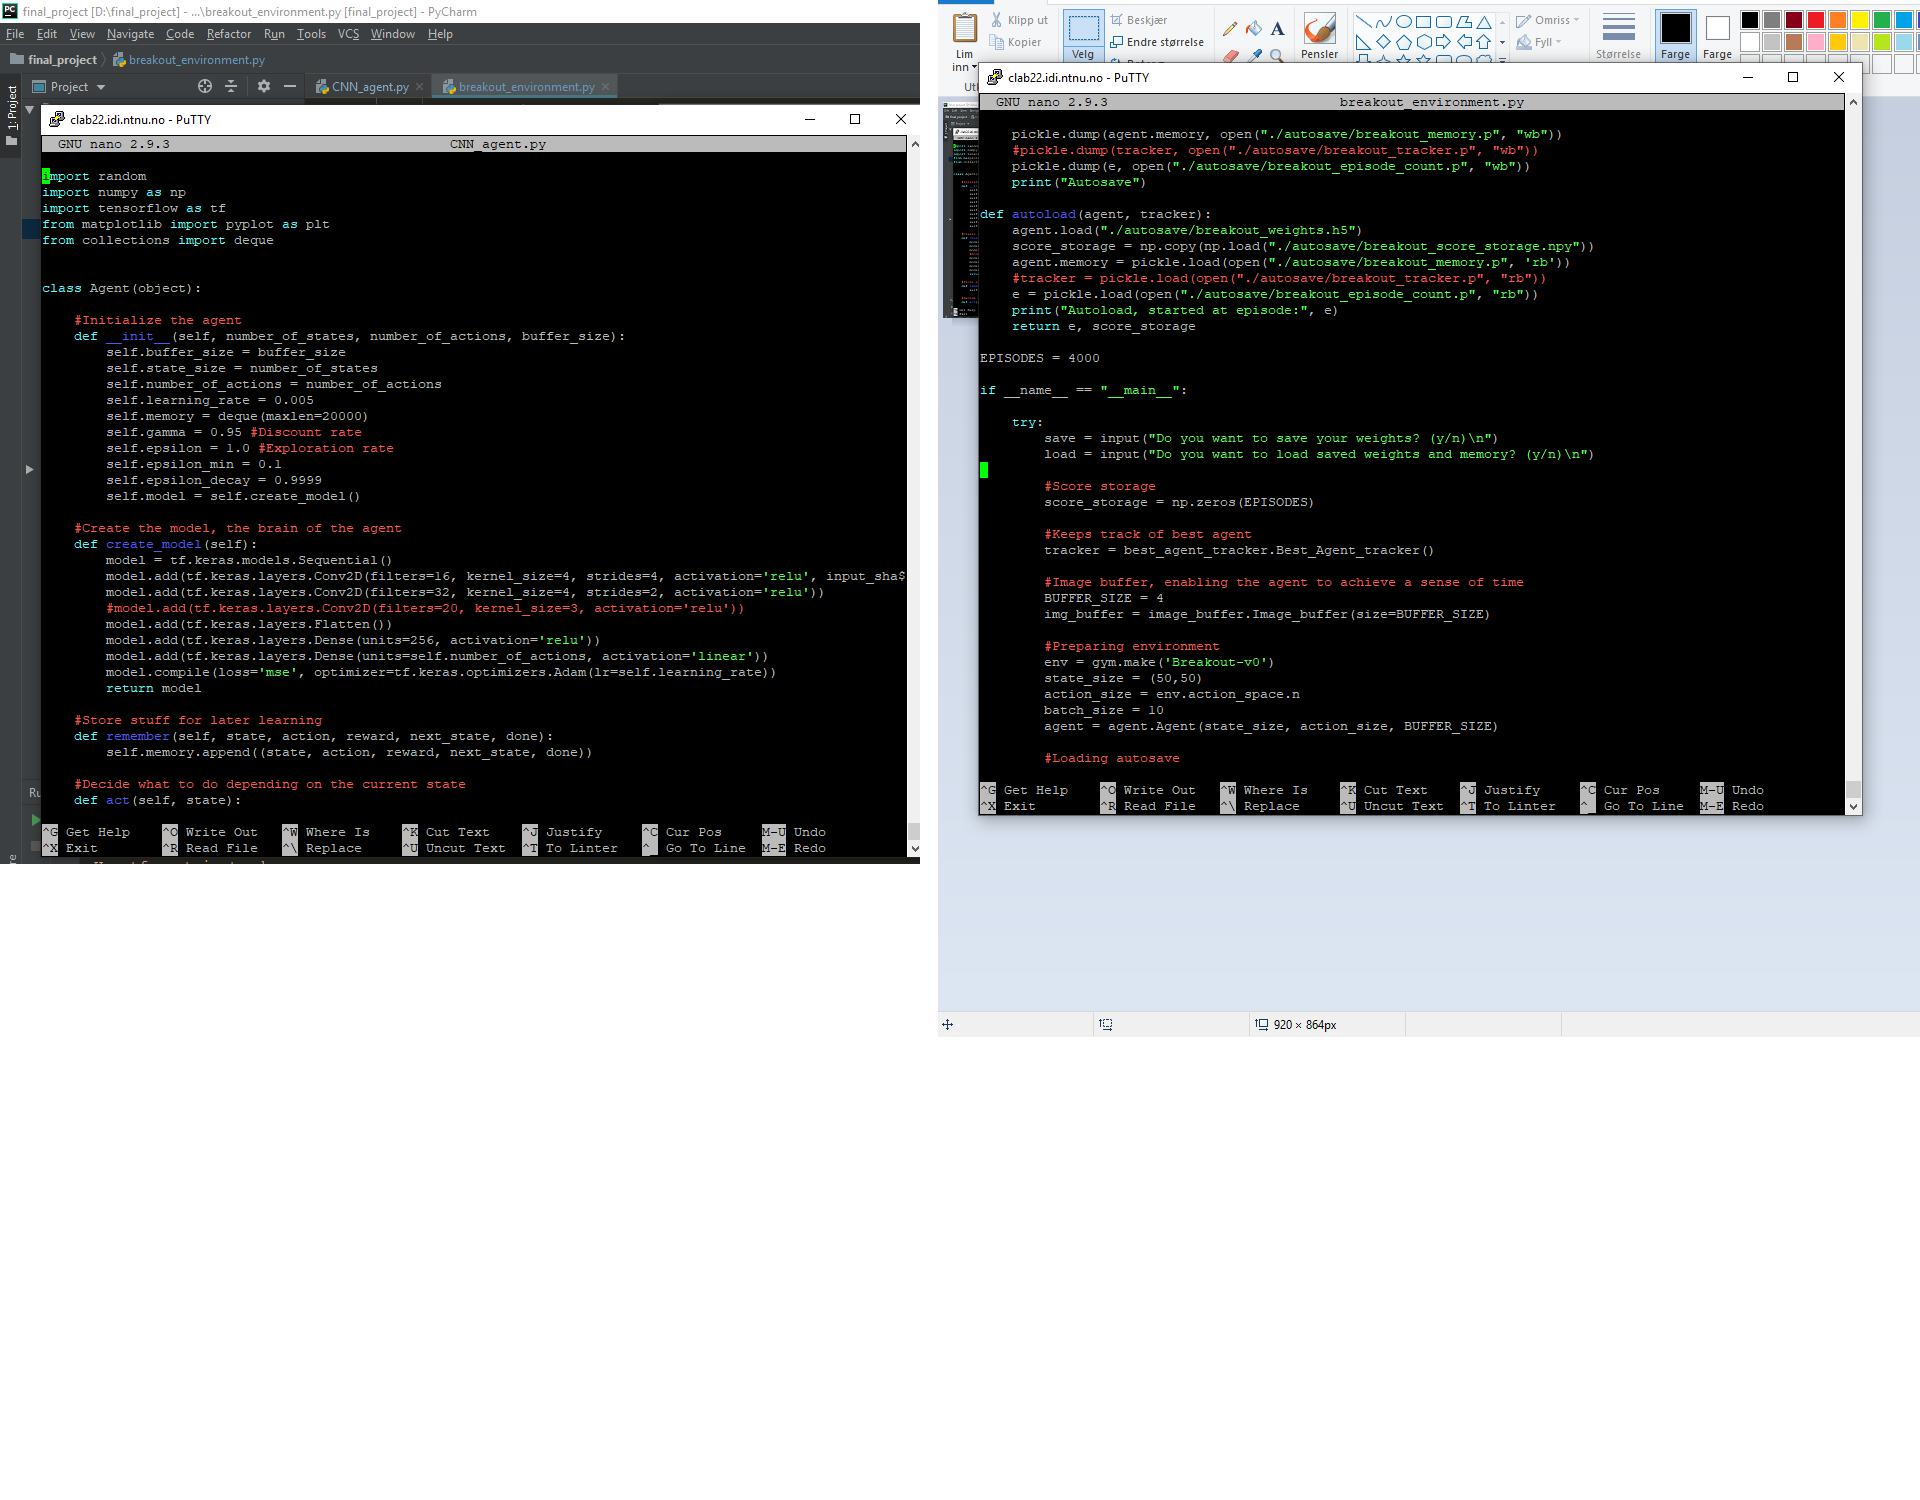 final_project [D:\final_project] - ...\breakout_environment.py [final_project] - PyCharm
File Edit View Navigate Code Refactor Run Tools VCS Window Help
final_project breakout_environment.py
Project CNN_agent.py breakout_environment.py
1: Project
clab22.idi.ntnu.no - PuTTY
GNU nano 2.9.3 CNN_agent.py
import random
import numpy as np
import tensorflow as tf
from matplotlib import pyplot as plt
from collections import deque
class Agent(object):
#Initialize the agent
def __init__(self, number_of_states, number_of_actions, buffer_size):
self.buffer_size = buffer_size
self.state_size = number_of_states
self.number_of_actions = number_of_actions
self.learning_rate = 0.005
self.memory = deque(maxlen=20000)
self.gamma = 0.95 #Discount rate
self.epsilon = 1.0 #Exploration rate
self.epsilon_min = 0.1
self.epsilon_decay = 0.9999
self.model = self.create_model()
#Create the model, the brain of the agent
def create_model(self):
model = tf.keras.models.Sequential()
model.add(tf.keras.layers.Conv2D(filters=16, kernel_size=4, strides=4, activation='relu', input_sha$
model.add(tf.keras.layers.Conv2D(filters=32, kernel_size=4, strides=2, activation='relu'))
#model.add(tf.keras.layers.Conv2D(filters=20, kernel_size=3, activation='relu'))
model.add(tf.keras.layers.Flatten())
model.add(tf.keras.layers.Dense(units=256, activation='relu'))
model.add(tf.keras.layers.Dense(units=self.number_of_actions, activation='linear'))
model.compile(loss='mse', optimizer=tf.keras.optimizers.Adam(lr=self.learning_rate))
return model
#Store stuff for later learning
def remember(self, state, action, reward, next_state, done):
self.memory.append((state, action, reward, next_state, done))
#Decide what to do depending on the current state
def act(self, state):
^G Get Help ^O Write Out ^W Where Is ^K Cut Text ^J Justify ^C Cur Pos M-U Undo
^X Exit ^R Read File ^\ Replace ^U Uncut Text ^T To Linter ^_ Go To Line M-E Redo
Ru
Lim inn
Klipp ut
Kopier
Velg
Beskjær
Endre størrelse
Pensler
Omriss
Fyll
Størrelse
Farge
Farge
Utl
clab22.idi.ntnu.no - PuTTY
GNU nano 2.9.3 breakout_environment.py
pickle.dump(agent.memory, open("./autosave/breakout_memory.p", "wb"))
#pickle.dump(tracker, open("./autosave/breakout_tracker.p", "wb"))
pickle.dump(e, open("./autosave/breakout_episode_count.p", "wb"))
print("Autosave")
def autoload(agent, tracker):
agent.load("./autosave/breakout_weights.h5")
score_storage = np.copy(np.load("./autosave/breakout_score_storage.npy"))
agent.memory = pickle.load(open("./autosave/breakout_memory.p", 'rb'))
#tracker = pickle.load(open("./autosave/breakout_tracker.p", "rb"))
e = pickle.load(open("./autosave/breakout_episode_count.p", "rb"))
print("Autoload, started at episode:", e)
return e, score_storage
EPISODES = 4000
if __name__ == "__main__":
try:
save = input("Do you want to save your weights? (y/n)\n")
load = input("Do you want to load saved weights and memory? (y/n)\n")
#Score storage
score_storage = np.zeros(EPISODES)
#Keeps track of best agent
tracker = best_agent_tracker.Best_Agent_tracker()
#Image buffer, enabling the agent to achieve a sense of time
BUFFER_SIZE = 4
img_buffer = image_buffer.Image_buffer(size=BUFFER_SIZE)
#Preparing environment
env = gym.make('Breakout-v0')
state_size = (50,50)
action_size = env.action_space.n
batch_size = 10
agent = agent.Agent(state_size, action_size, BUFFER_SIZE)
#Loading autosave
^G Get Help ^O Write Out ^W Where Is ^K Cut Text ^J Justify ^C Cur Pos M-U Undo
^X Exit ^R Read File ^\ Replace ^U Uncut Text ^T To Linter ^_ Go To Line M-E Redo
920 × 864px